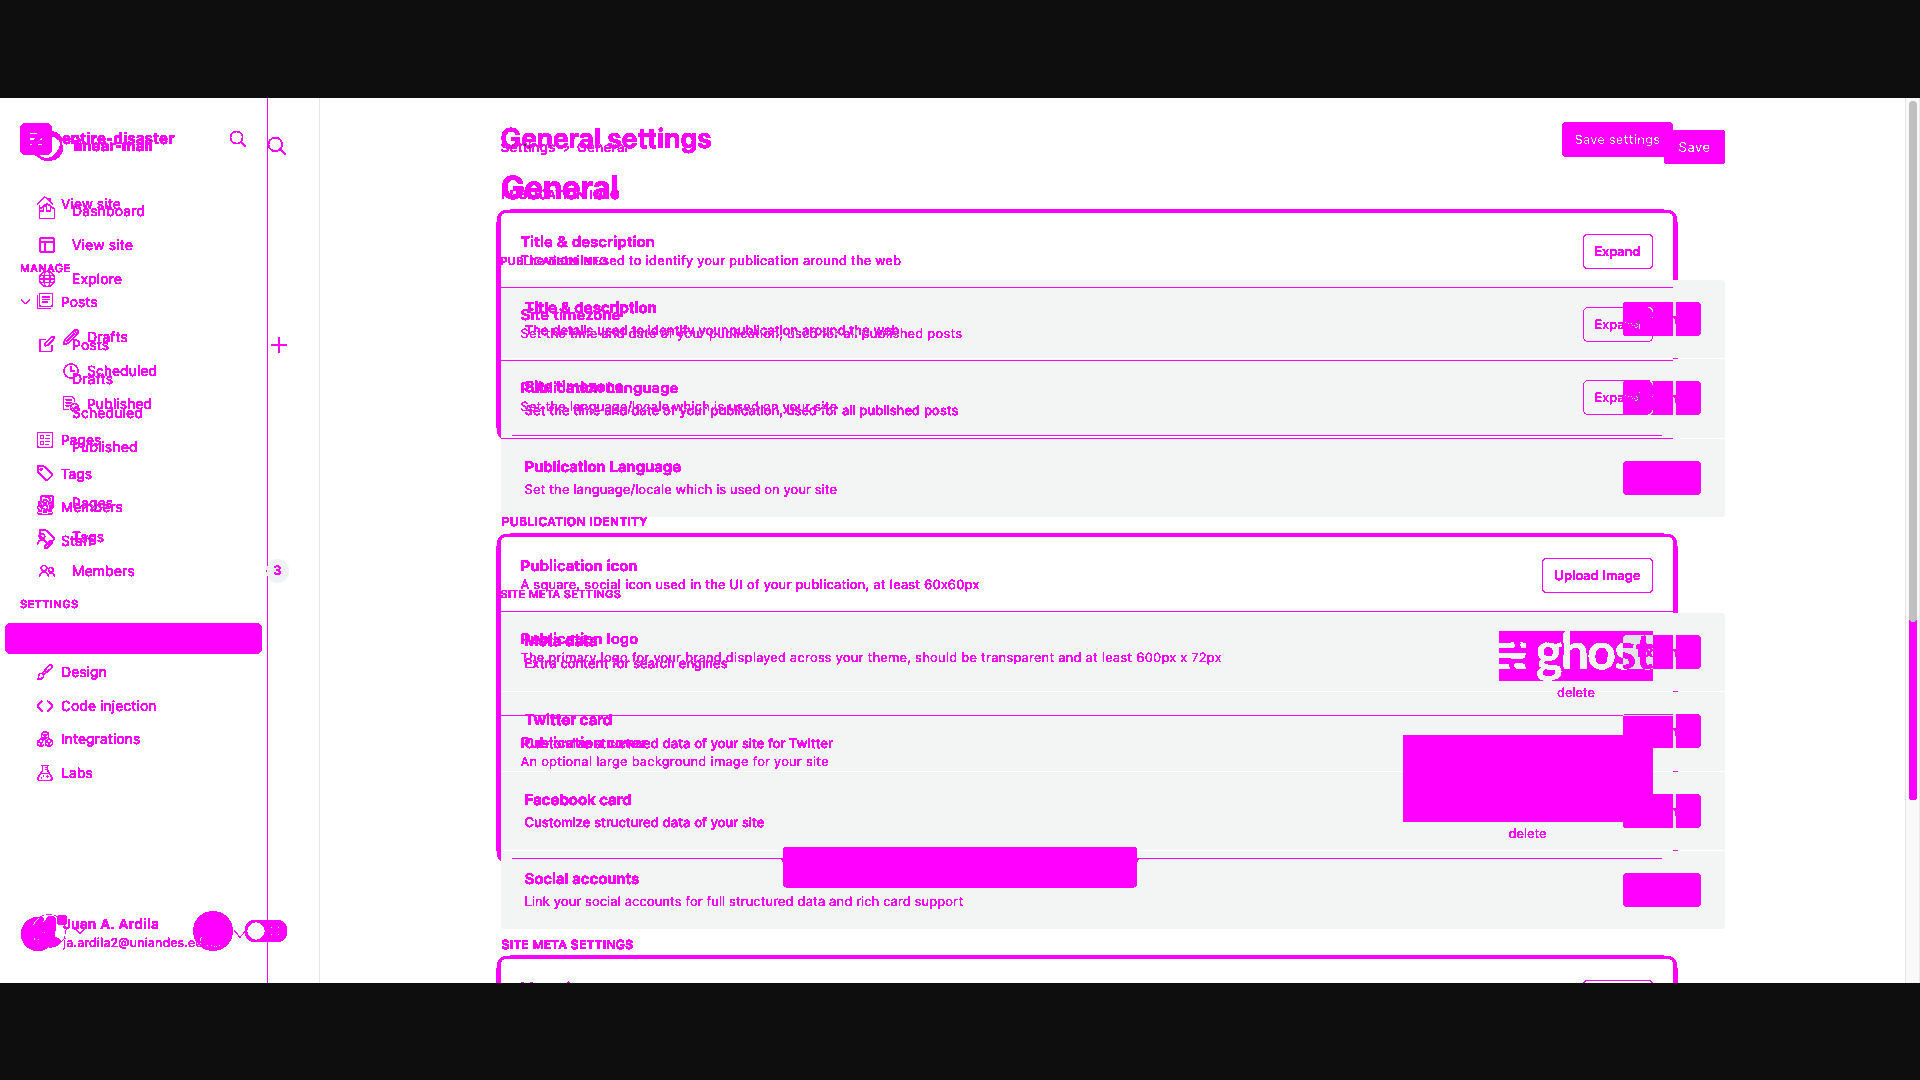 entire-disaster
linear-mail
View site
Dashboard
View site
MANAGE
Explore
Posts
Drafts
Posts
Scheduled
Drafts
Published
Scheduled
Pages
Published
Tags
Pages
Members
Tags
Staff
Members
3
SETTINGS
Design
Code injection
Integrations
Labs
Juan A. Ardila
ja.ardila2@uniandes.e
General settings
Settings > General
Save settings
Save
General
Title & description
The details used to identify your publication around the web
Expand
PUBLICATION INFO
Title & description
Site timezone
The details used to identify your publication around the web
Set the time and date of your publication, used for all published posts
Expa
Site timezone
Publication Language
Set the language/locale which is used on your site
Set the time and date of your publication, used for all published posts
Expa
Publication Language
Set the language/locale which is used on your site
PUBLICATION IDENTITY
Publication icon
A square, social icon used in the UI of your publication, at least 60x60px
Upload Image
SITE META SETTINGS
Publication logo
Meta data
The primary logo for your brand displayed across your theme, should be transparent and at least 600px x 72px
Extra content for search engines
ghost
delete
Twitter card
Publication cover
Customize structured data of your site for Twitter
An optional large background image for your site
Facebook card
Customize structured data of your site
delete
Social accounts
Link your social accounts for full structured data and rich card support
SITE META SETTINGS